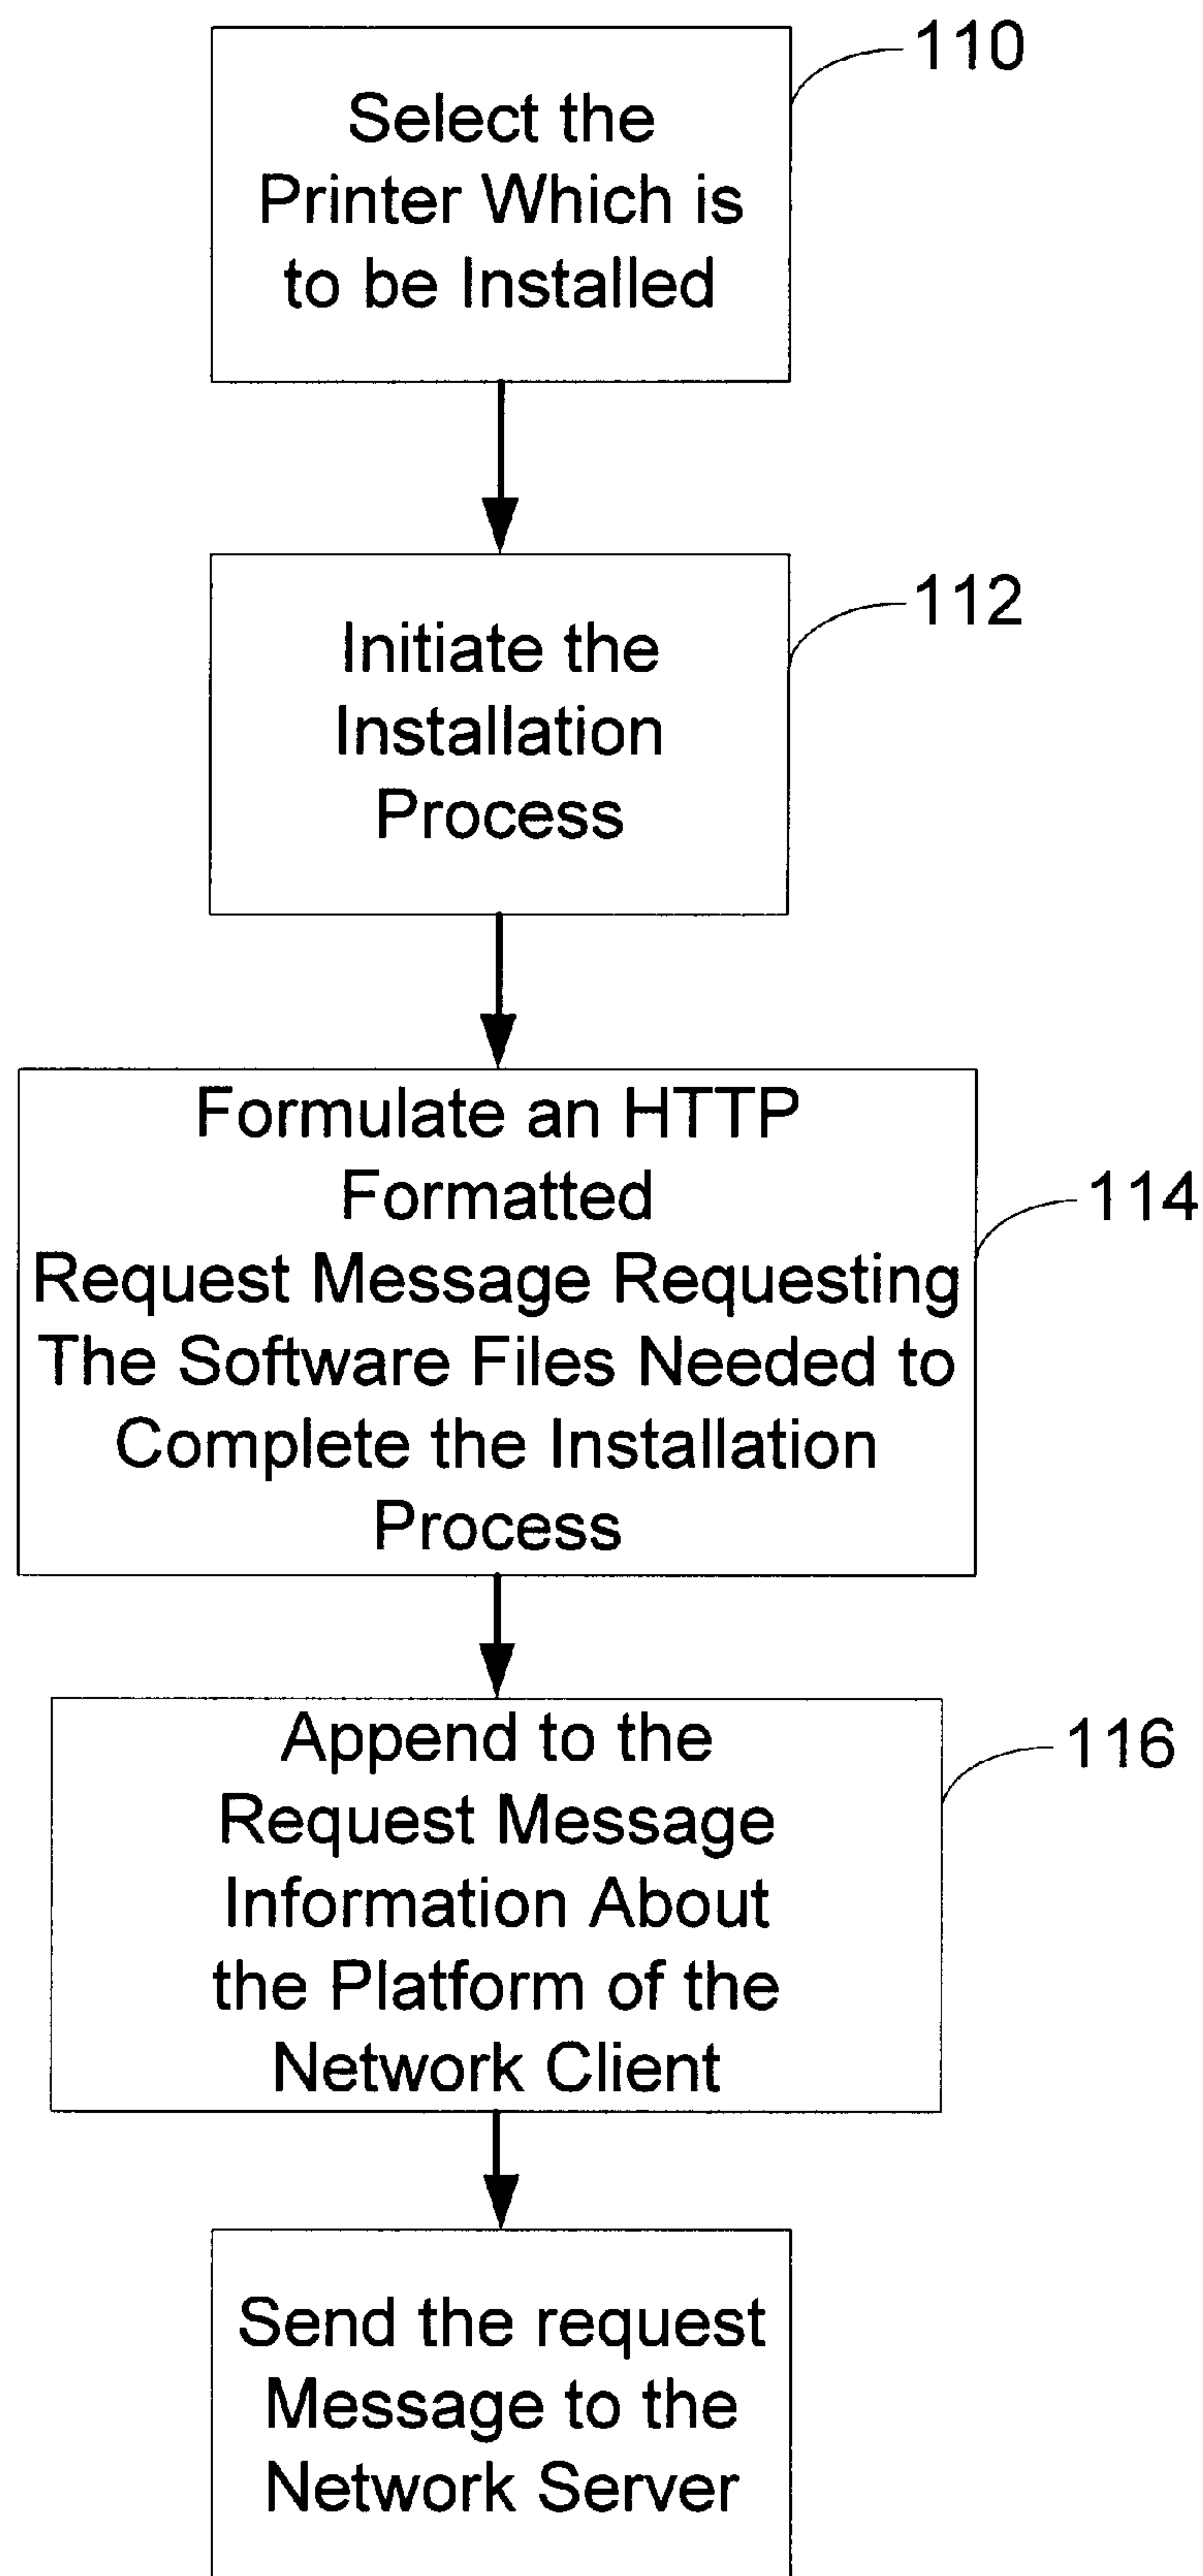 110
Select the
Printer Which is
to be Installed
112
Initiate the
Installation
Process
Formulate an HTTP
Formatted
Request Message Requesting
The Software Files Needed to
Complete the Installation
Process
114
Append to the
Request Message
Information About
the Platform of the
Network Client
116
Send the request
Message to the
Network Server